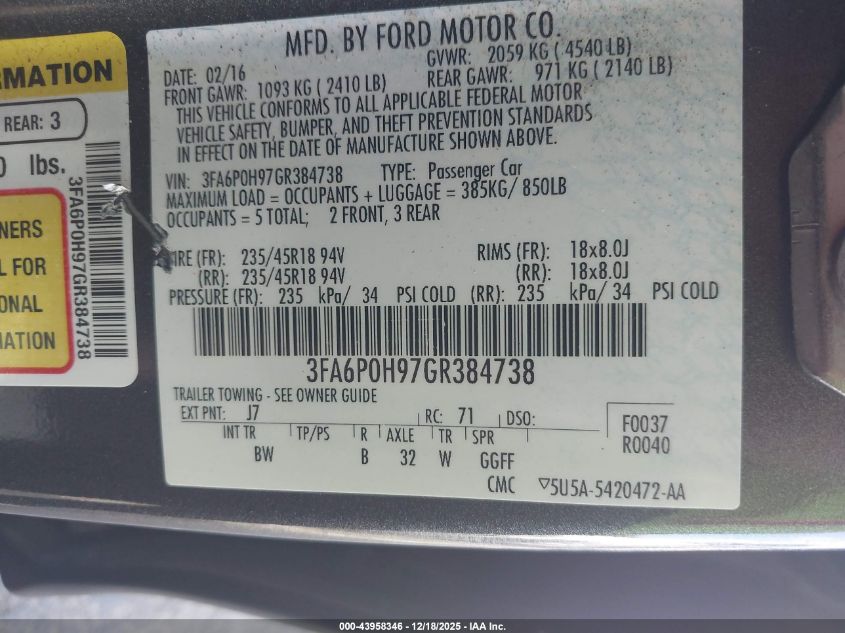 RMATION
REAR: 3
0 lbs.
NERS
L FOR
ONAL
MATION
3FA6P0H97GR384738
MFD. BY FORD MOTOR CO.
DATE: 02/16
GVWR: 2059 KG ( 4540 LB)
FRONT GAWR: 1093 KG ( 2410 LB)
REAR GAWR: 971 KG ( 2140 LB)
THIS VEHICLE CONFORMS TO ALL APPLICABLE FEDERAL MOTOR
VEHICLE SAFETY, BUMPER, AND THEFT PREVENTION STANDARDS
IN EFFECT ON THE DATE OF MANUFACTURE SHOWN ABOVE.
VIN: 3FA6P0H97GR384738 TYPE: Passenger Car
MAXIMUM LOAD = OCCUPANTS + LUGGAGE = 385KG/ 850LB
OCCUPANTS = 5 TOTAL; 2 FRONT, 3 REAR
IRE (FR): 235/45R18 94V RIMS (FR): 18x8.0J
(RR): 235/45R18 94V (RR): 18x8.0J
PRESSURE (FR): 235 kPa/ 34 PSI COLD (RR): 235 kPa/ 34 PSI COLD
3FA6P0H97GR384738
TRAILER TOWING - SEE OWNER GUIDE
EXT PNT: J7 RC: 71 DSO:
F0037
R0040
INT TR TP/PS R AXLE TR SPR
BW B 32 W GGFF
CMC ▽5U5A-5420472-AA
000-43958346 | 12/18/2025 - IAA Inc.